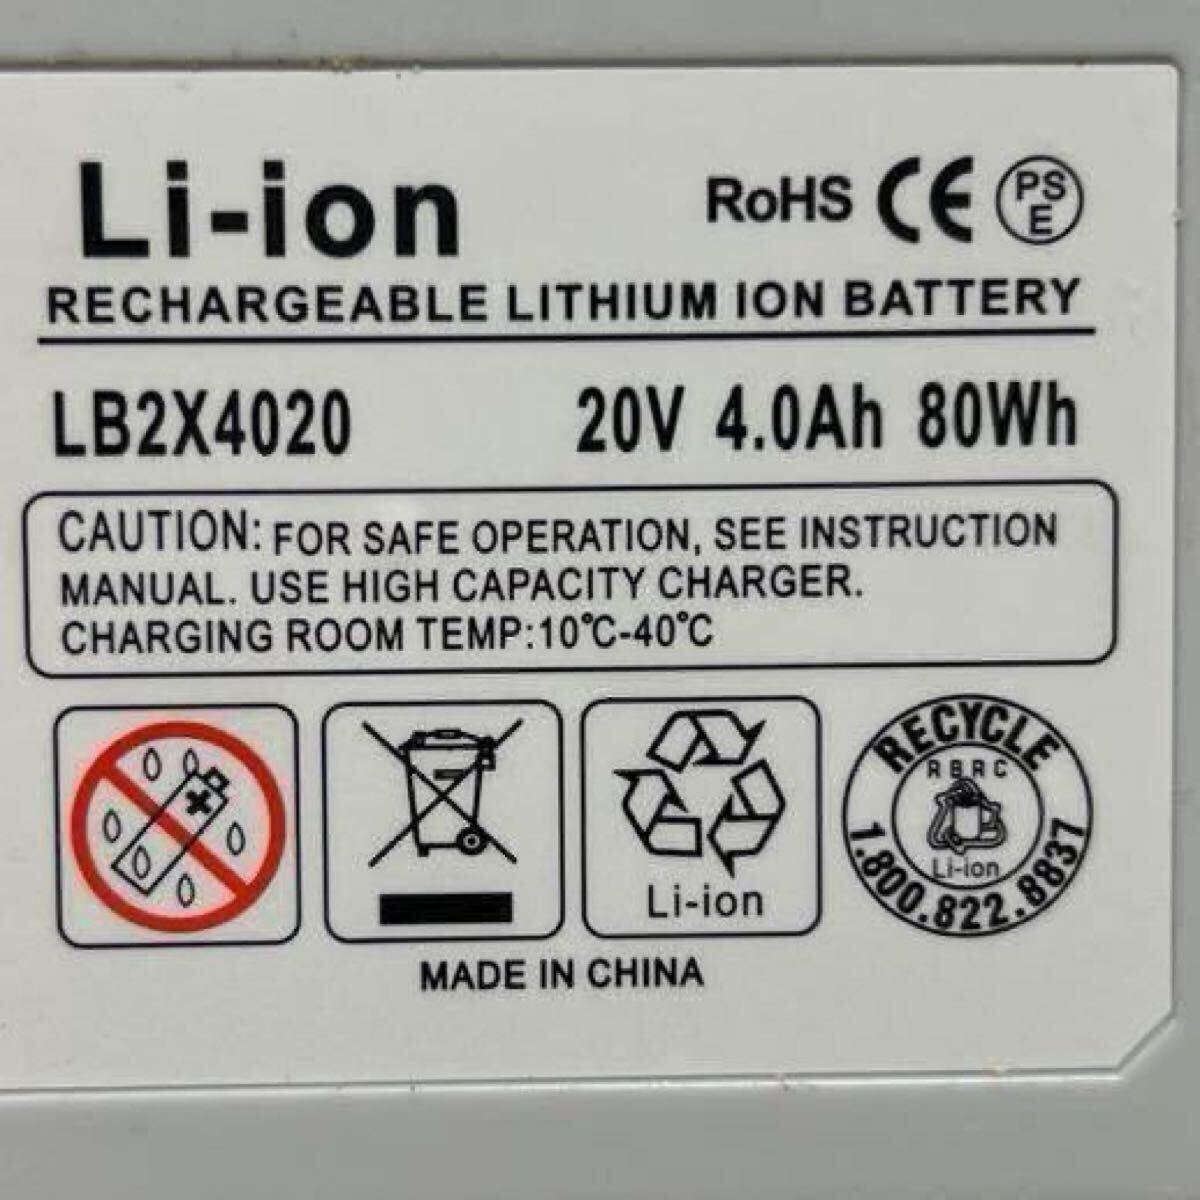 Li-ion
RoHS CE PS
E
RECHARGEABLE LITHIUM ION BATTERY
LB2X4020 20V 4.0Ah 80Wh
CAUTION: FOR SAFE OPERATION, SEE INSTRUCTION
MANUAL. USE HIGH CAPACITY CHARGER.
CHARGING ROOM TEMP:10℃-40℃
RECYCLE
RBRC
Li-ion
1.800.822.8837
Li-ion
MADE IN CHINA